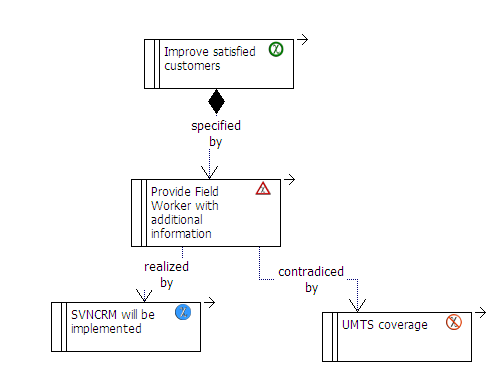 Improve satisfied
customers
specified
by
Provide Field
Worker with
additional
information
realized
by
contradiced
by
SVNCRM will be
implemented
UMTS coverage